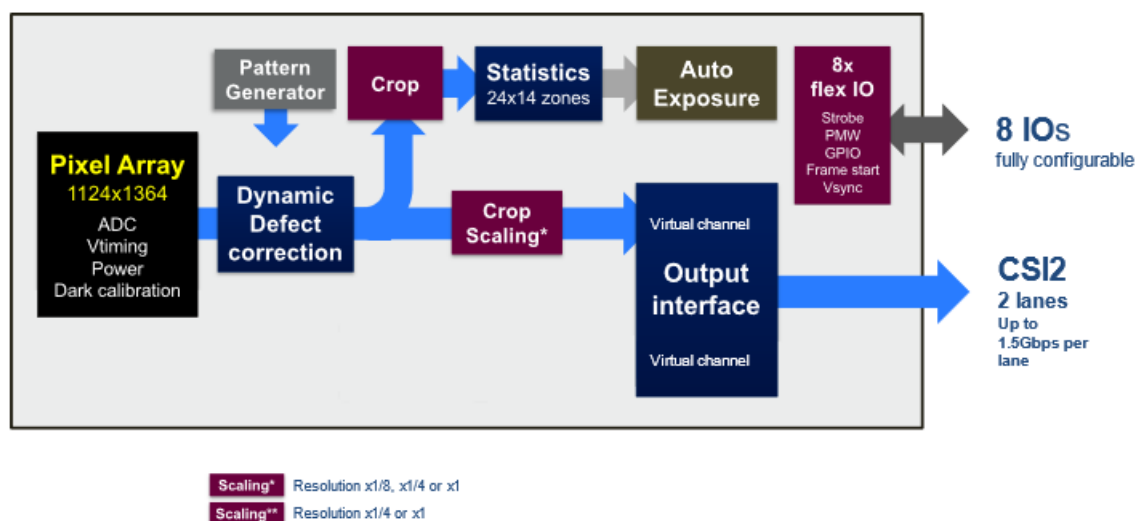 Pattern
Generator
Crop
Statistics
24x14 zones
Auto
Exposure
8x
flex IO
Strobe
PMW
GPIO
Frame start
Vsync
8 IOs
fully configurable
Pixel Array
1124x1364
ADC
Vtiming
Power
Dark calibration
Dynamic
Defect
correction
Crop
Scaling*
Virtual channel
Output
interface
Virtual channel
CSI2
2 lanes
Up to
1.5Gbps per
lane
Scaling* Resolution x1/8, x1/4 or x1
Scaling** Resolution x1/4 or x1